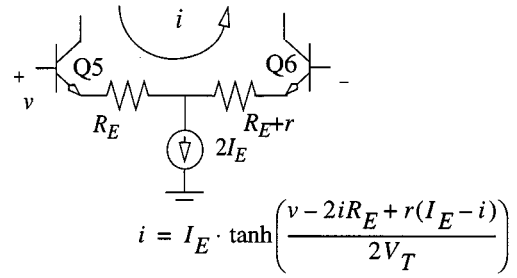 i
Q5
Q6
+
–
v
R_E
R_E+r
2I_E
i = I_E · tanh((v – 2iR_E + r(I_E – i)) / (2V_T))